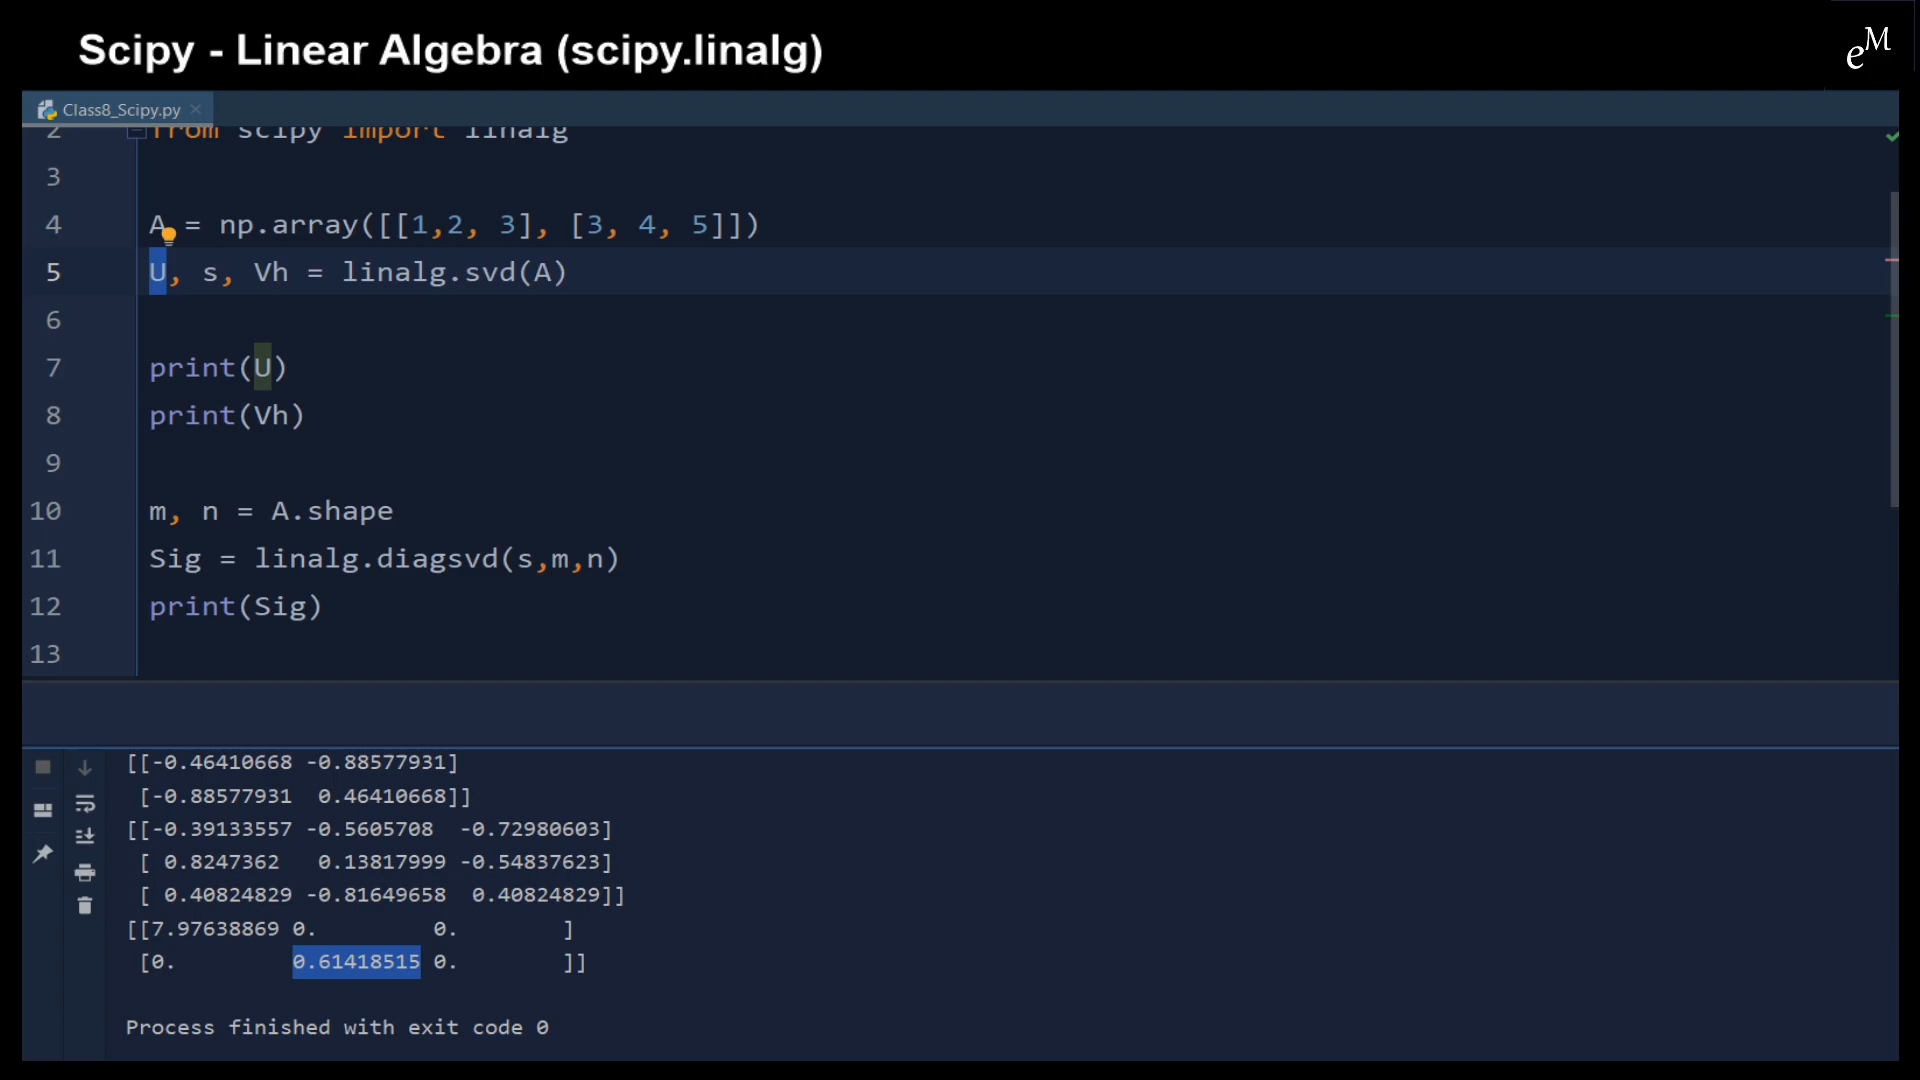 Scipy - Linear Algebra (scipy.linalg)
eM
Class8_Scipy.py
2 from scipy import linalg
3
4 A = np.array([[1,2, 3], [3, 4, 5]])
5 U, s, Vh = linalg.svd(A)
6
7 print(U)
8 print(Vh)
9
10 m, n = A.shape
11 Sig = linalg.diagsvd(s,m,n)
12 print(Sig)
13
[[-0.46410668 -0.88577931]
 [-0.88577931  0.46410668]]
[[-0.39133557 -0.5605708  -0.72980603]
 [ 0.8247362   0.13817999 -0.54837623]
 [ 0.40824829 -0.81649658  0.40824829]]
[[7.97638869 0.         0.        ]
 [0.         0.61418515 0.        ]]
Process finished with exit code 0